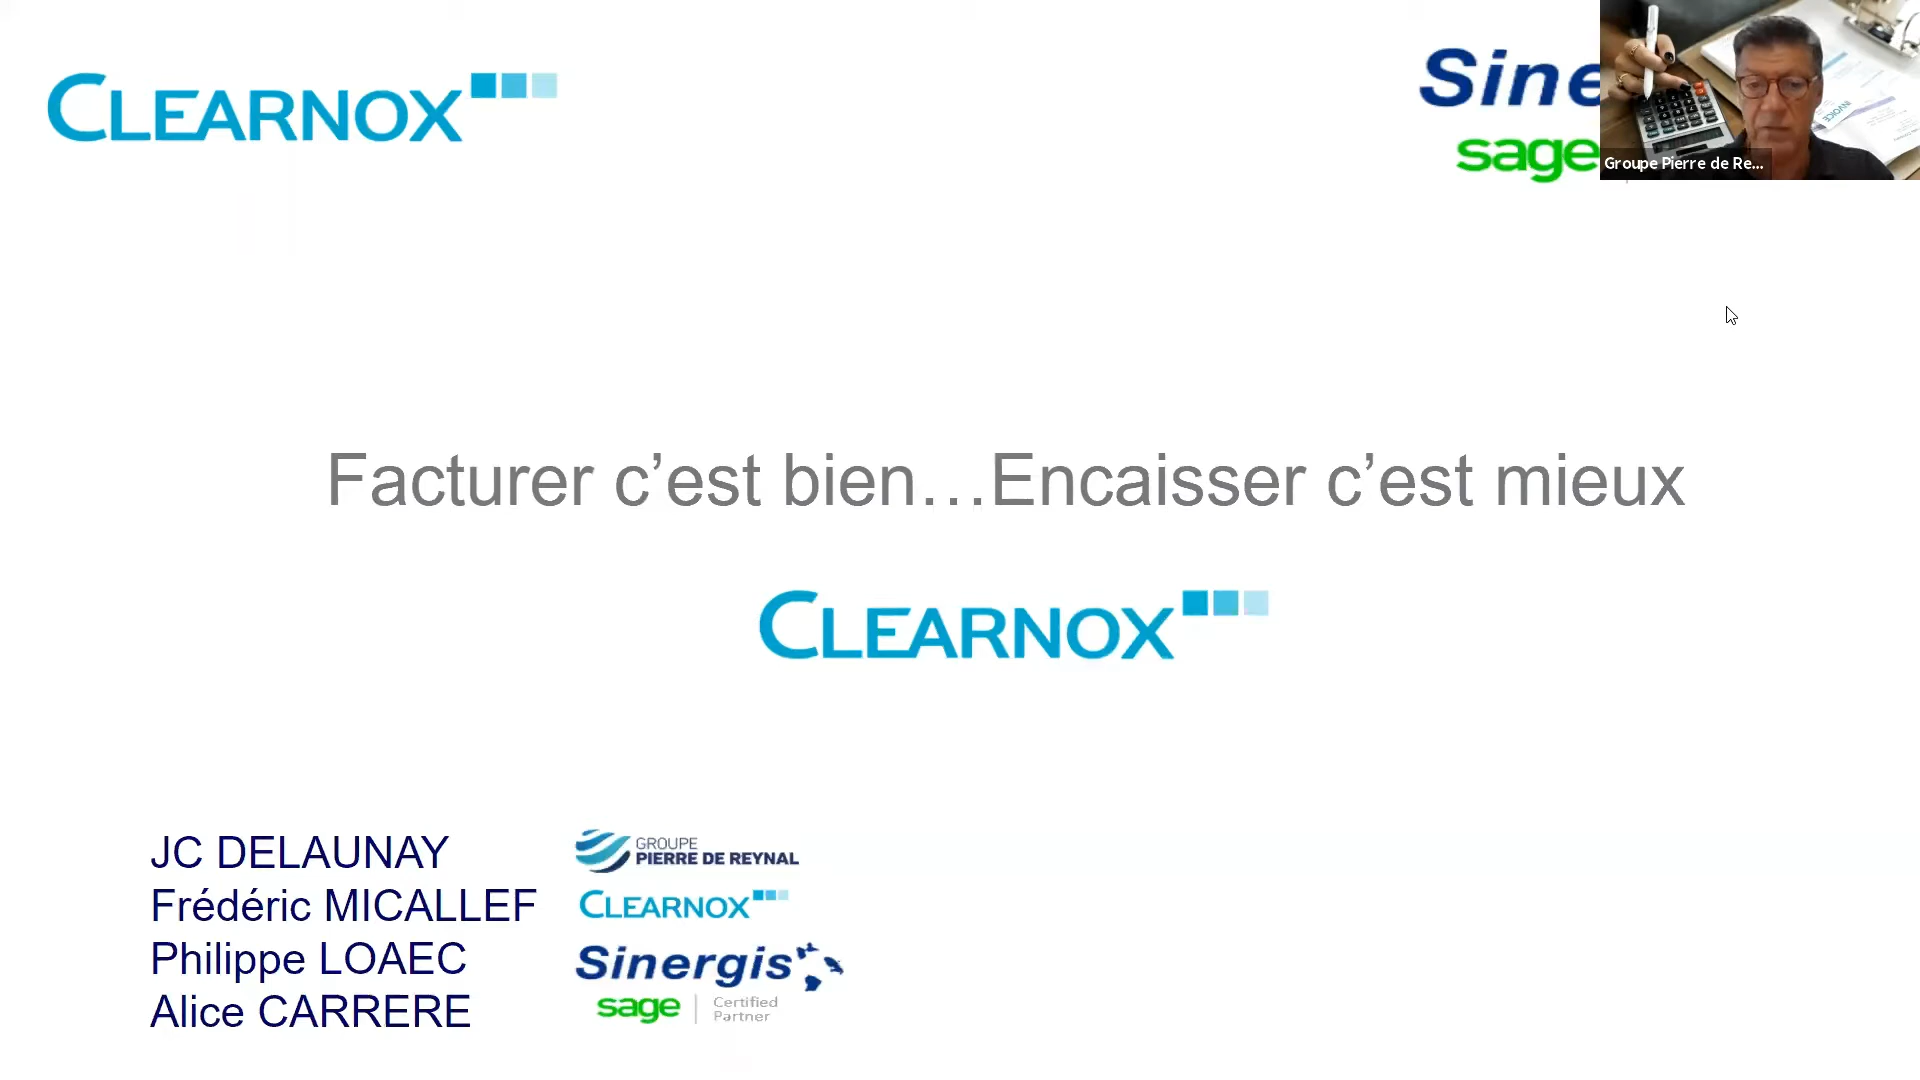 CLEARNOX
Sine
sage
INVOICE
Groupe Pierre de Re...
Facturer c’est bien…Encaisser c’est mieux
CLEARNOX
JC DELAUNAY
GROUPE
PIERRE DE REYNAL
Frédéric MICALLEF
CLEARNOX
Philippe LOAEC
Sinergis
Alice CARRERE
sage
Certified
Partner